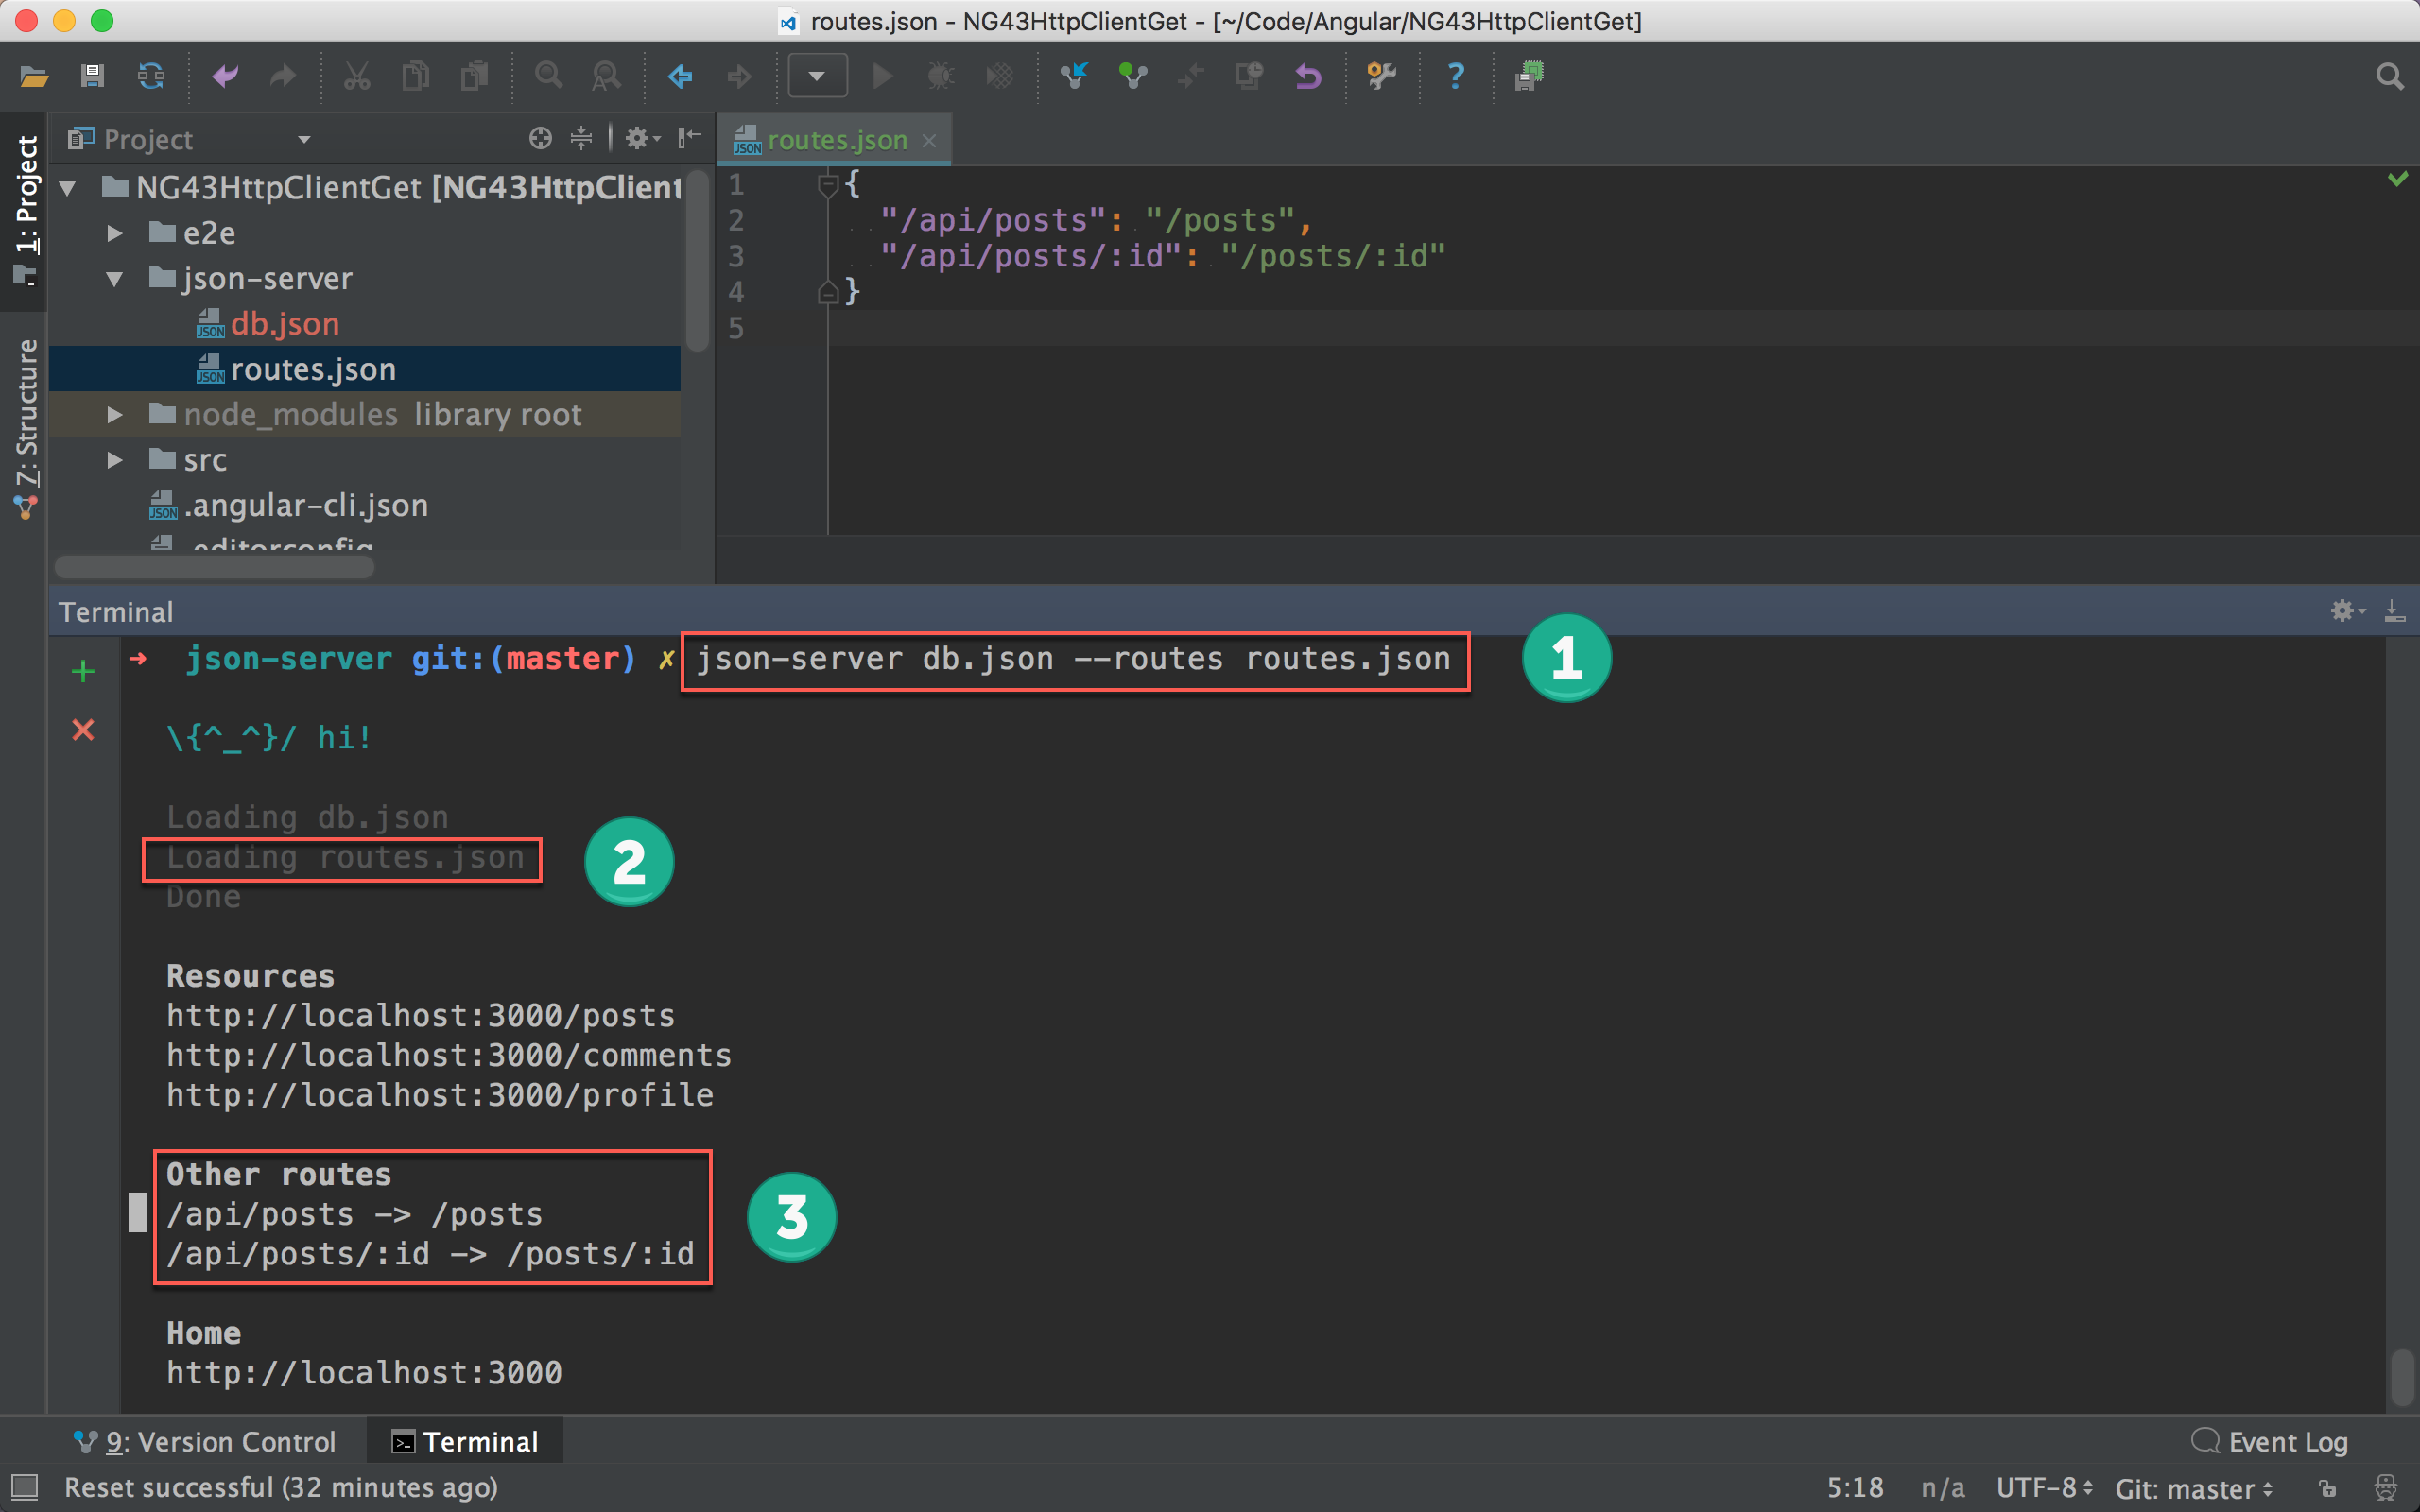 routes.json - NG43HttpClientGet - [~/Code/Angular/NG43HttpClientGet]
Project
routes.json
1: Project
7: Structure
NG43HttpClientGet [NG43HttpClient
e2e
json-server
db.json
routes.json
node_modules library root
src
.angular-cli.json
.editorconfig
1 {
2 "/api/posts": "/posts",
3 "/api/posts/:id": "/posts/:id"
4 }
5
Terminal
→ json-server git:(master) ✗ json-server db.json --routes routes.json
1
\{^_^}/ hi!
Loading db.json
Loading routes.json
2
Done
Resources
http://localhost:3000/posts
http://localhost:3000/comments
http://localhost:3000/profile
Other routes
/api/posts -> /posts
3
/api/posts/:id -> /posts/:id
Home
http://localhost:3000
9: Version Control
Terminal
Event Log
Reset successful (32 minutes ago)
5:18 n/a UTF-8 Git: master